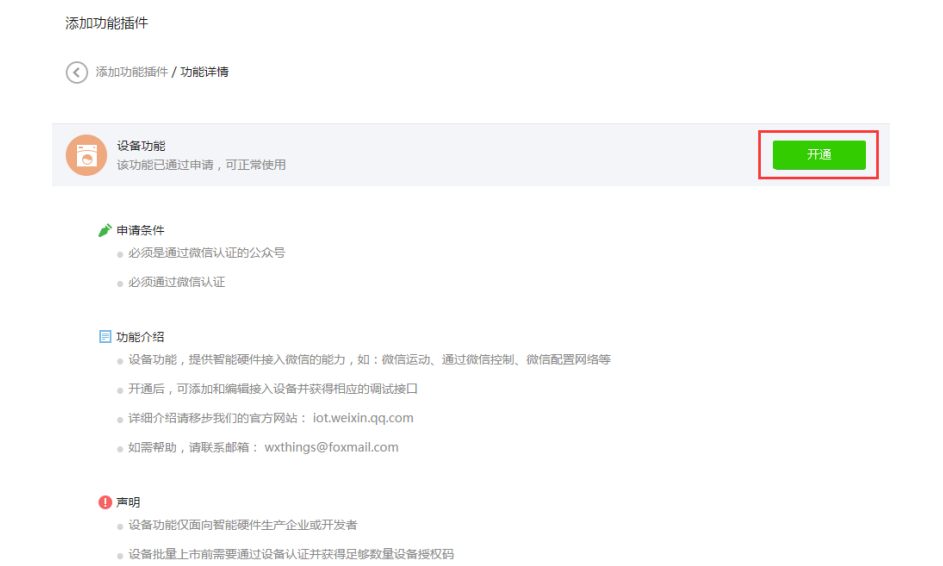 添加功能插件
添加功能插件 / 功能详情
设备功能
该功能已通过申请，可正常使用
开通
申请条件
必须是通过微信认证的公众号
必须通过微信认证
功能介绍
设备功能，提供智能硬件接入微信的能力，如：微信运动、通过微信控制、微信配置网络等
开通后，可添加和编辑接入设备并获得相应的调试接口
详细介绍请移步我们的官方网站： iot.weixin.qq.com
如需帮助，请联系邮箱： wxthings@foxmail.com
声明
设备功能仅面向智能硬件生产企业或开发者
设备批量上市前需要通过设备认证并获得足够数量设备授权码